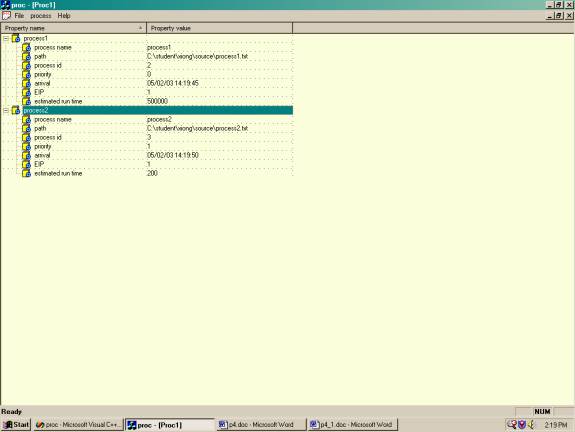 proc - [Proc1]
File process Help
Property name Property value
process1
process name process1
path C:\student\xiong\source\process1.txt
process id 2
priority 0
arrival 05/02/03 14:19:45
EIP 1
estimated run time 500000
process2
process name process2
path C:\student\xiong\source\process2.txt
process id 3
priority 1
arrival 05/02/03 14:19:50
EIP 1
estimated run time 200
Ready NUM
Start proc - Microsoft Visual C++... proc - [Proc1] p4.doc - Microsoft Word p4_1.doc - Microsoft Word 2:19 PM